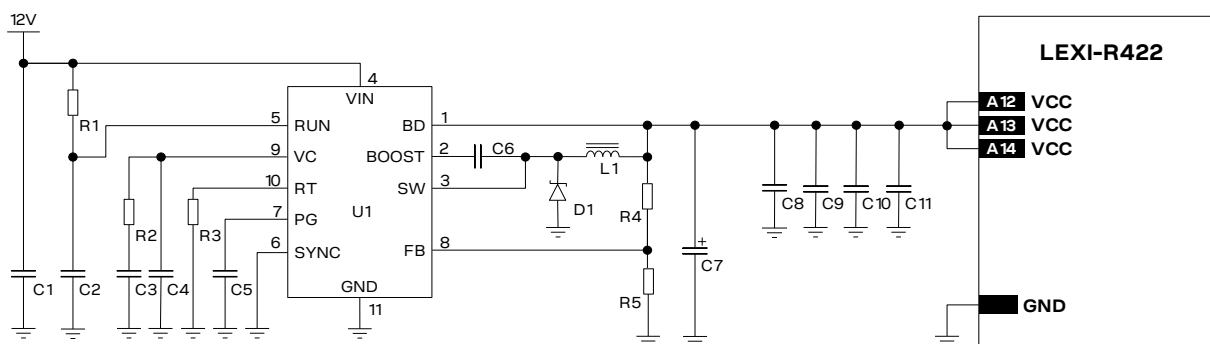 12V
LEXI-R422
4
VIN
A12 VCC
R1
5 RUN
BD 1
A13 VCC
9 VC
BOOST 2
C6
A14 VCC
L1
10 RT
SW 3
C8 C9 C10 C11
U1
D1
R4
R2 R3
7 PG
6 SYNC
FB 8
+
C7
C1 C2 C3 C4 C5
GND
R5
11
GND